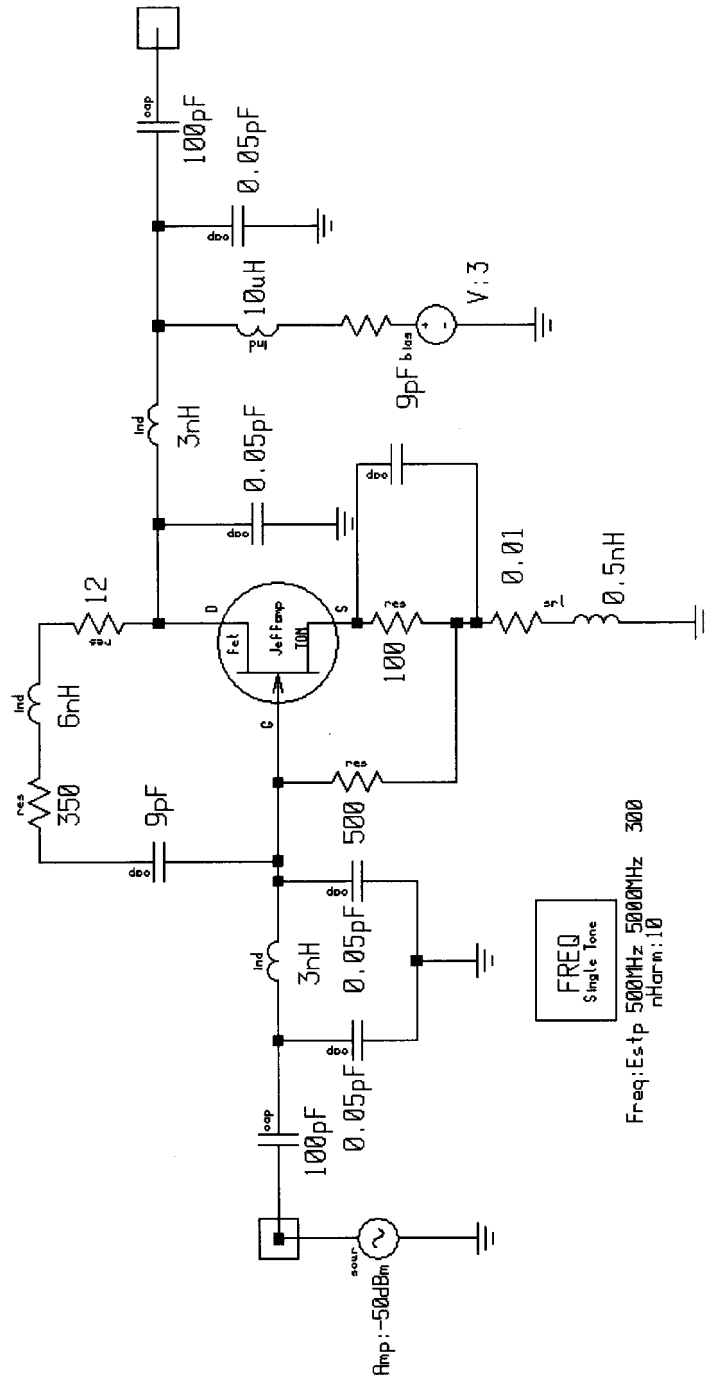 Amp:-50dBm
sour
100pF
cap
0.05pF
cap
3nH
ind
0.05pF
cap
9pF
cap
350
res
6nH
ind
12
res
500
res
G
D
S
Fet
JeffAmp
TOM
100
res
9pF
cap
0.01
srl
0.5nH
0.05pF
cap
3nH
ind
10uH
ind
bias
V:3
0.05pF
cap
100pF
cap
FREQ
Single Tone
Freq:Estp 500MHz 5000MHz 300
nHarm:10